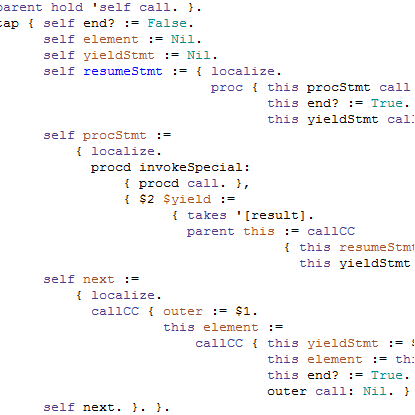 parent hold 'self call. }.
tap { self end? := False.
self element := Nil.
self yieldStmt := Nil.
self resumeStmt := { localize.
proc { this procStmt call
this end? := True.
this yieldStmt cal
self procStmt :=
{ localize.
procd invokeSpecial:
{ procd call. },
{ $2 $yield :=
{ takes '[result].
parent this := callCC
{ this resumeStmt
this yieldStmt
self next :=
{ localize.
callCC { outer := $1.
this element :=
callCC { this yieldStmt :=
this element := thi
this end? := True.
outer call: Nil. }
self next. }. }.